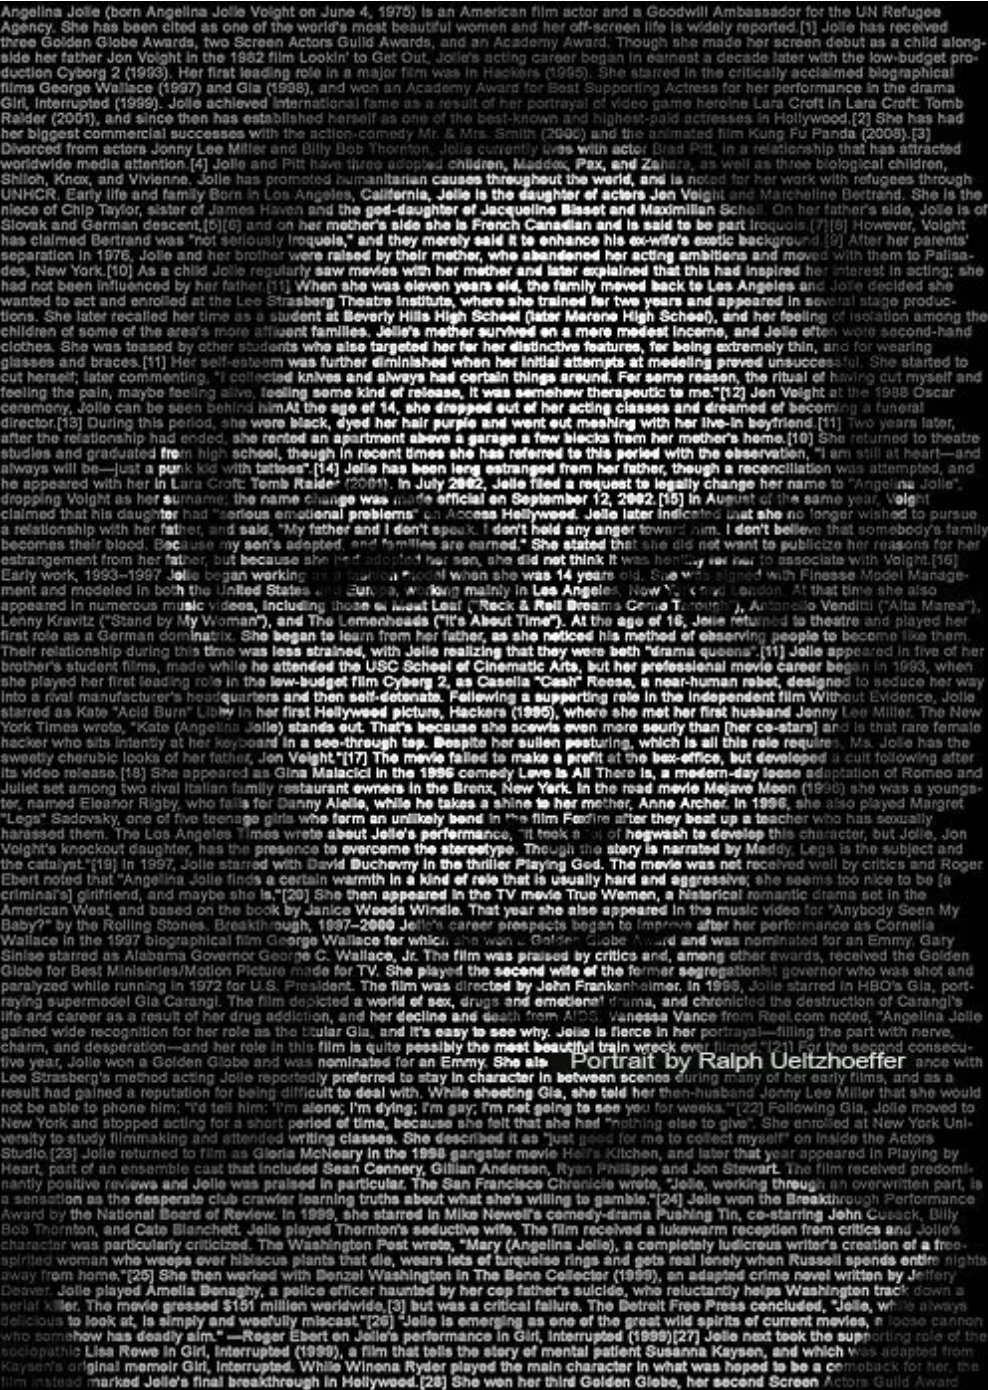 Angelina Jolie (born Angelina Jolie Voight on June 4, 1975) is an American film actor and a Goodwill Ambassador for the UN Refugee
Agency. She has been cited as one of the world's most beautiful women and her off-screen life is widely reported.[1] Jolie has received
three Golden Globe Awards, two Screen Actors Guild Awards, and an Academy Award. Though she made her screen debut as a child along-
side her father Jon Voight in the 1982 film Lookin' to Get Out, Jolie's acting career began in earnest a decade later with the low-budget pro-
duction Cyborg 2 (1993). Her first leading role in a major film was in Hackers (1995). She starred in the critically acclaimed biographical
films George Wallace (1997) and Gia (1998), and won an Academy Award for Best Supporting Actress for her performance in the drama
Girl, Interrupted (1999). Jolie achieved international fame as a result of her portrayal of video game heroine Lara Croft in Lara Croft: Tomb
Raider (2001), and since then has established herself as one of the best-known and highest-paid actresses in Hollywood.[2] She has had
her biggest commercial successes with the action-comedy Mr. & Mrs. Smith (2005) and the animated film Kung Fu Panda (2008).[3]
Divorced from actors Jonny Lee Miller and Billy Bob Thornton, Jolie currently lives with actor Brad Pitt, in a relationship that has attracted
worldwide media attention.[4] Jolie and Pitt have three adopted children, Maddox, Pax, and Zahara, as well as three biological children,
Shiloh, Knox, and Vivienne. Jolie has promoted humanitarian causes throughout the world, and is noted for her work with refugees through
UNHCR. Early life and family Born in Los Angeles, California, Jolie is the daughter of actors Jon Voight and Marcheline Bertrand. She is the
niece of Chip Taylor, sister of James Haven and the god-daughter of Jacqueline Bisset and Maximilian Schell. On her father's side, Jolie is of
Slovak and German descent,[5][6] and on her mother's side she is French Canadian and is said to be part Iroquois.[7][8] However, Voight
has claimed Bertrand was "not seriously Iroquois," and they merely said it to enhance his ex-wife's exotic background.[9] After her parents'
separation in 1976, Jolie and her brother were raised by their mother, who abandoned her acting ambitions and moved with them to Palisa-
des, New York.[10] As a child Jolie regularly saw movies with her mother and later explained that this had inspired her interest in acting; she
had not been influenced by her father.[11] When she was eleven years old, the family moved back to Los Angeles and Jolie decided she
wanted to act and enrolled at the Lee Strasberg Theatre Institute, where she trained for two years and appeared in several stage produc-
tions. She later recalled her time as a student at Beverly Hills High School (later Moreno High School), and her feeling of isolation among the
children of some of the area's more affluent families. Jolie's mother survived on a more modest income, and Jolie often wore second-hand
clothes. She was teased by other students who also targeted her for her distinctive features, for being extremely thin, and for wearing
glasses and braces.[11] Her self-esteem was further diminished when her initial attempts at modeling proved unsuccessful. She started to
cut herself; later commenting, "I collected knives and always had certain things around. For some reason, the ritual of having cut myself and
feeling the pain, maybe feeling alive, feeling some kind of release, it was somehow therapeutic to me."[12] Jon Voight at the 1988 Oscar
ceremony, Jolie can be seen behind himAt the age of 14, she dropped out of her acting classes and dreamed of becoming a funeral
director.[13] During this period, she wore black, dyed her hair purple and went out moshing with her live-in boyfriend.[11] Two years later,
after the relationship had ended, she rented an apartment above a garage a few blocks from her mother's home.[10] She returned to theatre
studies and graduated from high school, though in recent times she has referred to this period with the observation, "I am still at heart—and
always will be—just a punk kid with tattoos".[14] Jolie has been long estranged from her father, though a reconciliation was attempted, and
he appeared with her in Lara Croft: Tomb Raider (2001). In July 2002, Jolie filed a request to legally change her name to "Angelina Jolie",
dropping Voight as her surname; the name change was made official on September 12, 2002.[15] In August of the same year, Voight
claimed that his daughter had "serious emotional problems" on Access Hollywood. Jolie later indicated that she no longer wished to pursue
a relationship with her father, and said, "My father and I don't speak. I don't hold any anger toward him. I don't believe that somebody's family
becomes their blood. Because my son's adopted, and families are earned." She stated that she did not want to publicize her reasons for her
estrangement from her father, but because she had adopted her son, she did not think it was healthy for her to associate with Voight.[16]
Early work, 1993–1997 Jolie began working as a fashion model when she was 14 years old. She was signed with Finesse Model Manage-
ment and modeled in both the United States and Europe, working mainly in Los Angeles, New York and London. At that time she also
appeared in numerous music videos, including those of Meat Loaf ("Rock & Roll Dreams Come Through"), Antonello Venditti ("Alta Marea"),
Lenny Kravitz ("Stand by My Woman"), and The Lemonheads ("It's About Time"). At the age of 16, Jolie returned to theatre and played her
first role as a German dominatrix. She began to learn from her father, as she noticed his method of observing people to become like them.
Their relationship during this time was less strained, with Jolie realizing that they were both "drama queens".[11] Jolie appeared in five of her
brother's student films, made while he attended the USC School of Cinematic Arts, but her professional movie career began in 1993, when
she played her first leading role in the low-budget film Cyborg 2, as Casella "Cash" Reese, a near-human robot, designed to seduce her way
into a rival manufacturer's headquarters and then self-detonate. Following a supporting role in the independent film Without Evidence, Jolie
starred as Kate "Acid Burn" Libby in her first Hollywood picture, Hackers (1995), where she met her first husband Jonny Lee Miller. The New
York Times wrote, "Kate (Angelina Jolie) stands out. That's because she scowls even more sourly than [her co-stars] and is that rare female
hacker who sits intently at her keyboard in a see-through top. Despite her sullen posturing, which is all this role requires, Ms. Jolie has the
sweetly cherubic looks of her father, Jon Voight."[17] The movie failed to make a profit at the box-office, but developed a cult following after
its video release.[18] She appeared as Gina Malacici in the 1996 comedy Love Is All There Is, a modern-day loose adaptation of Romeo and
Juliet set among two rival Italian family restaurant owners in the Bronx, New York. In the road movie Mojave Moon (1996) she was a youngs-
ter, named Eleanor Rigby, who falls for Danny Aiello, while he takes a shine to her mother, Anne Archer. In 1996, she also played Margret
"Legs" Sadovsky, one of five teenage girls who form an unlikely bond in the film Foxfire after they beat up a teacher who has sexually
harassed them. The Los Angeles Times wrote about Jolie's performance, "It took a lot of hogwash to develop this character, but Jolie, Jon
Voight's knockout daughter, has the presence to overcome the stereotype. Though the story is narrated by Maddy, Legs is the subject and
the catalyst."[19] In 1997, Jolie starred with David Duchovny in the thriller Playing God. The movie was not received well by critics and Roger
Ebert noted that "Angelina Jolie finds a certain warmth in a kind of role that is usually hard and aggressive; she seems too nice to be [a
criminal's] girlfriend, and maybe she is."[20] She then appeared in the TV movie True Women, a historical romantic drama set in the
American West, and based on the book by Janice Woods Windle. That year she also appeared in the music video for "Anybody Seen My
Baby?" by the Rolling Stones. Breakthrough, 1997–2000 Jolie's career prospects began to improve after her performance as Cornelia
Wallace in the 1997 biographical film George Wallace for which she won a Golden Globe Award and was nominated for an Emmy. Gary
Sinise starred as Alabama Governor George C. Wallace, Jr. The film was praised by critics and, among other awards, received the Golden
Globe for Best Miniseries/Motion Picture made for TV. She played the second wife of the former segregationist governor who was shot and
paralyzed while running in 1972 for U.S. President. The film was directed by John Frankenheimer. In 1998, Jolie starred in HBO's Gia, port-
raying supermodel Gia Carangi. The film depicted a world of sex, drugs and emotional drama, and chronicled the destruction of Carangi's
life and career as a result of her drug addiction, and her decline and death from AIDS. Vanessa Vance from Reel.com noted, "Angelina Jolie
gained wide recognition for her role as the titular Gia, and it's easy to see why. Jolie is fierce in her portrayal—filling the part with nerve,
charm, and desperation—and her role in this film is quite possibly the most beautiful train wreck ever filmed."[21] For the second consecu-
tive year, Jolie won a Golden Globe and was nominated for an Emmy. She als Portrait by Ralph Ueltzhoeffer ance with
Lee Strasberg's method acting Jolie reportedly preferred to stay in character in between scenes during many of her early films, and as a
result had gained a reputation for being difficult to deal with. While shooting Gia, she told her then-husband Jonny Lee Miller that she would
not be able to phone him: "I'd tell him: 'I'm alone; I'm dying; I'm gay; I'm not going to see you for weeks.'"[22] Following Gia, Jolie moved to
New York and stopped acting for a short period of time, because she felt that she had "nothing else to give". She enrolled at New York Uni-
versity to study filmmaking and attended writing classes. She described it as "just good for me to collect myself" on Inside the Actors
Studio.[23] Jolie returned to film as Gloria McNeary in the 1998 gangster movie Hell's Kitchen, and later that year appeared in Playing by
Heart, part of an ensemble cast that included Sean Connery, Gillian Anderson, Ryan Phillippe and Jon Stewart. The film received predomi-
nantly positive reviews and Jolie was praised in particular. The San Francisco Chronicle wrote, "Jolie, working through an overwritten part, is
a sensation as the desperate club crawler learning truths about what she's willing to gamble."[24] Jolie won the Breakthrough Performance
Award by the National Board of Review. In 1999, she starred in Mike Newell's comedy-drama Pushing Tin, co-starring John Cusack, Billy
Bob Thornton, and Cate Blanchett. Jolie played Thornton's seductive wife. The film received a lukewarm reception from critics and Jolie's
character was particularly criticized. The Washington Post wrote, "Mary (Angelina Jolie), a completely ludicrous writer's creation of a free-
spirited woman who weeps over hibiscus plants that die, wears lots of turquoise rings and gets real lonely when Russell spends entire nights
away from home."[25] She then worked with Denzel Washington in The Bone Collector (1999), an adapted crime novel written by Jeffery
Deaver. Jolie played Amelia Donaghy, a police officer haunted by her cop father's suicide, who reluctantly helps Washington track down a
serial killer. The movie grossed $151 million worldwide,[3] but was a critical failure. The Detroit Free Press concluded, "Jolie, while always
delicious to look at, is simply and woefully miscast."[26] "Jolie is emerging as one of the great wild spirits of current movies, a loose cannon
who somehow has deadly aim." —Roger Ebert on Jolie's performance in Girl, Interrupted (1999)[27] Jolie next took the supporting role of the
sociopathic Lisa Rowe in Girl, Interrupted (1999), a film that tells the story of mental patient Susanna Kaysen, and which was adapted from
Kaysen's original memoir Girl, Interrupted. While Winona Ryder played the main character in what was hoped to be a comeback for her, the
film instead marked Jolie's final breakthrough in Hollywood.[28] She won her third Golden Globe, her second Screen Actors Guild Award